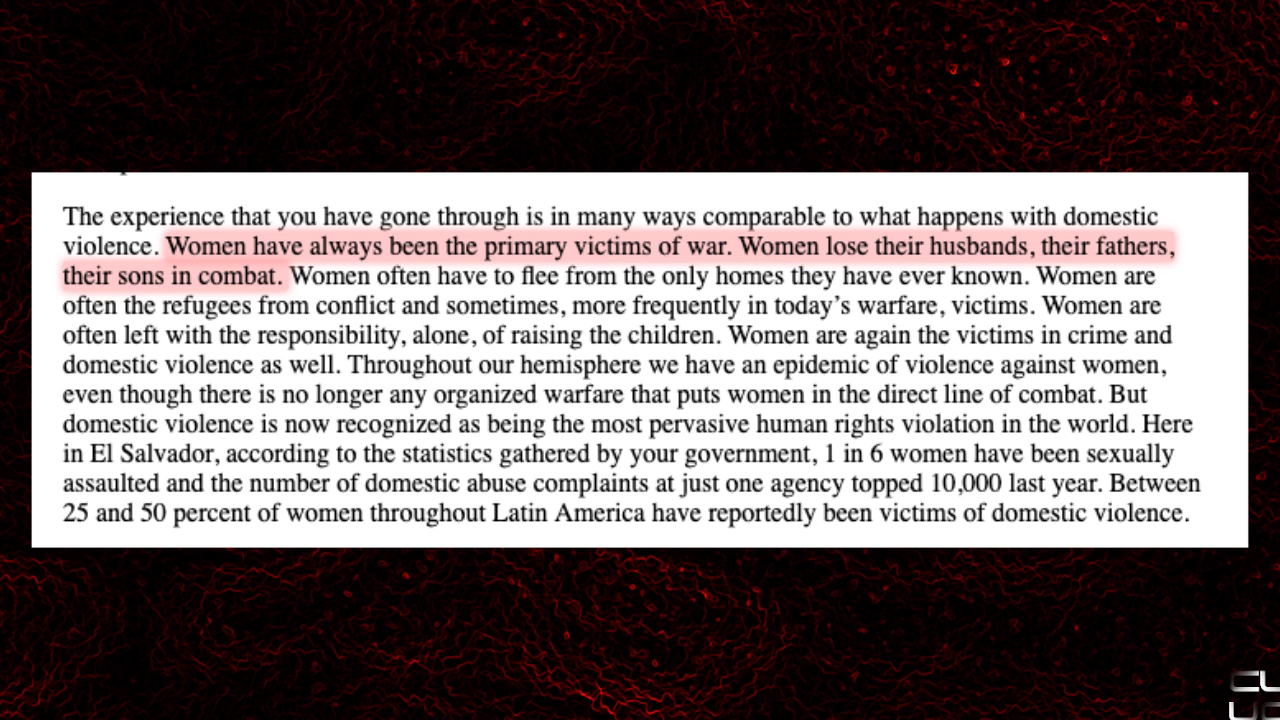 The experience that you have gone through is in many ways comparable to what happens with domestic
violence. Women have always been the primary victims of war. Women lose their husbands, their fathers,
their sons in combat. Women often have to flee from the only homes they have ever known. Women are
often the refugees from conflict and sometimes, more frequently in today’s warfare, victims. Women are
often left with the responsibility, alone, of raising the children. Women are again the victims in crime and
domestic violence as well. Throughout our hemisphere we have an epidemic of violence against women,
even though there is no longer any organized warfare that puts women in the direct line of combat. But
domestic violence is now recognized as being the most pervasive human rights violation in the world. Here
in El Salvador, according to the statistics gathered by your government, 1 in 6 women have been sexually
assaulted and the number of domestic abuse complaints at just one agency topped 10,000 last year. Between
25 and 50 percent of women throughout Latin America have reportedly been victims of domestic violence.